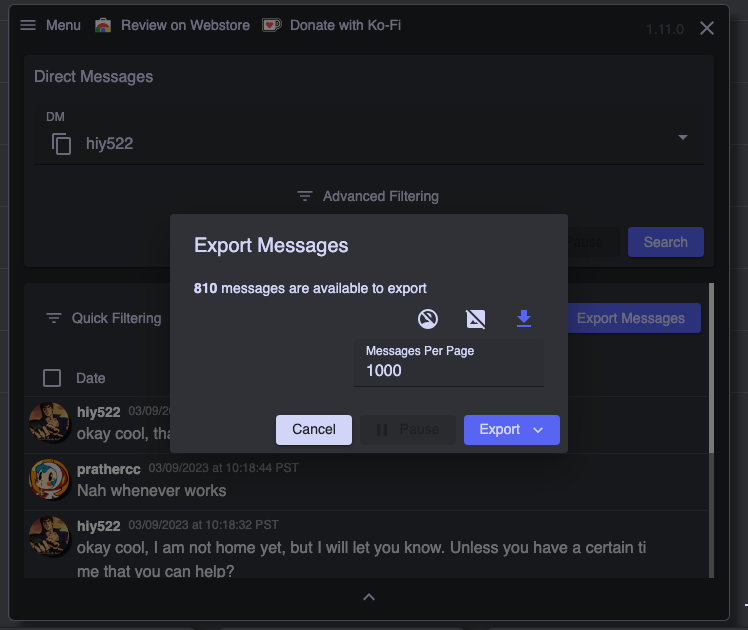 Menu Review on Webstore Donate with Ko-Fi
1.11.0
Direct Messages
DM
hiy522
Advanced Filtering
Pause Search
Export Messages
810 messages are available to export
Quick Filtering
Export Messages
Messages Per Page
1000
Date
Cancel Pause Export
hiy522 03/09/2
okay cool, tha
prathercc 03/09/2023 at 10:18:44 PST
Nah whenever works
hiy522 03/09/2023 at 10:18:32 PST
okay cool, I am not home yet, but I will let you know. Unless you have a certain ti
me that you can help?